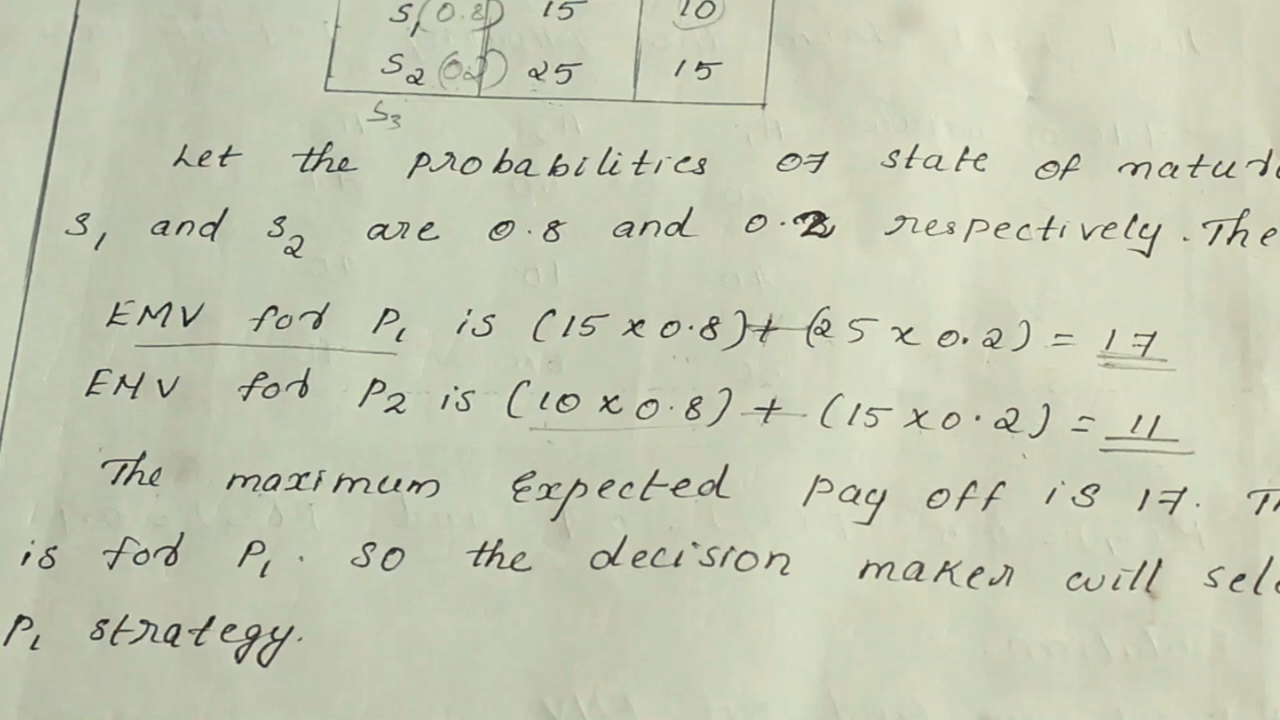 S1(0.8) 15 10
S2(0.2) 25 15
S3
Let the probabilities of state of natur
S1 and S2 are 0.8 and 0.2 respectively. The
EMV for P1 is (15 x 0.8) + (25 x 0.2) = 17
EMV for P2 is (10 x 0.8) + (15 x 0.2) = 11
The maximum Expected pay off is 17. Th
is for P1. so the decision maker will sele
P1 strategy.